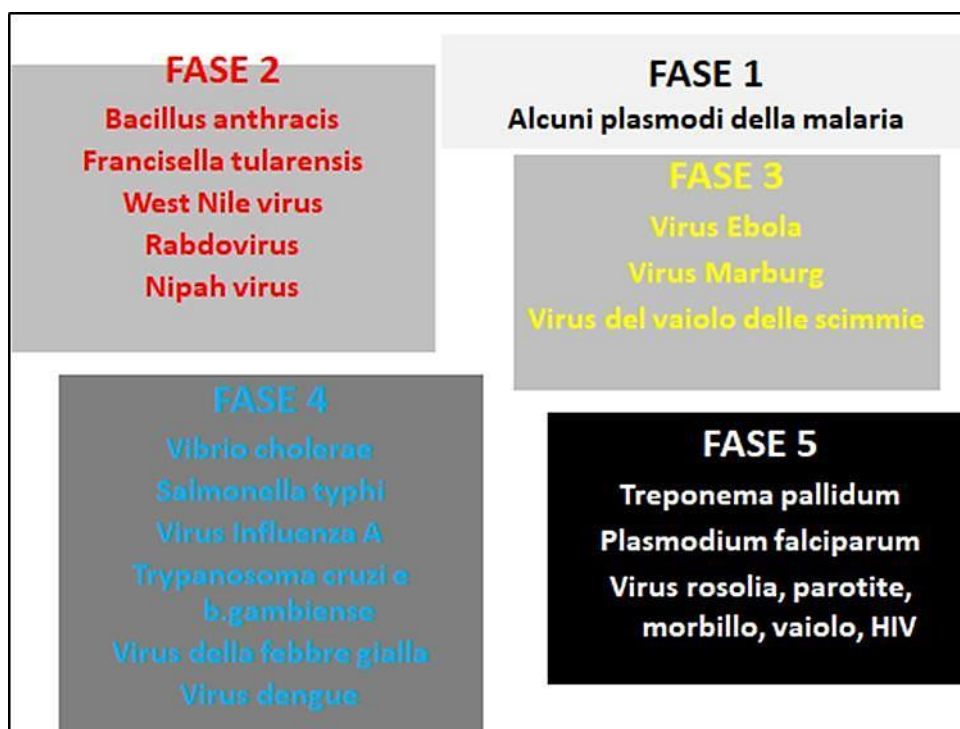 FASE 2
Bacillus anthracis
Francisella tularensis
West Nile virus
Rabdovirus
Nipah virus
FASE 1
Alcuni plasmodi della malaria
FASE 3
Virus Ebola
Virus Marburg
Virus del vaiolo delle scimmie
FASE 4
Vibrio cholerae
Salmonella typhi
Virus Influenza A
Trypanosoma cruzi e
b.gambiense
Virus della febbre gialla
Virus dengue
FASE 5
Treponema pallidum
Plasmodium falciparum
Virus rosolia, parotite,
morbillo, vaiolo, HIV